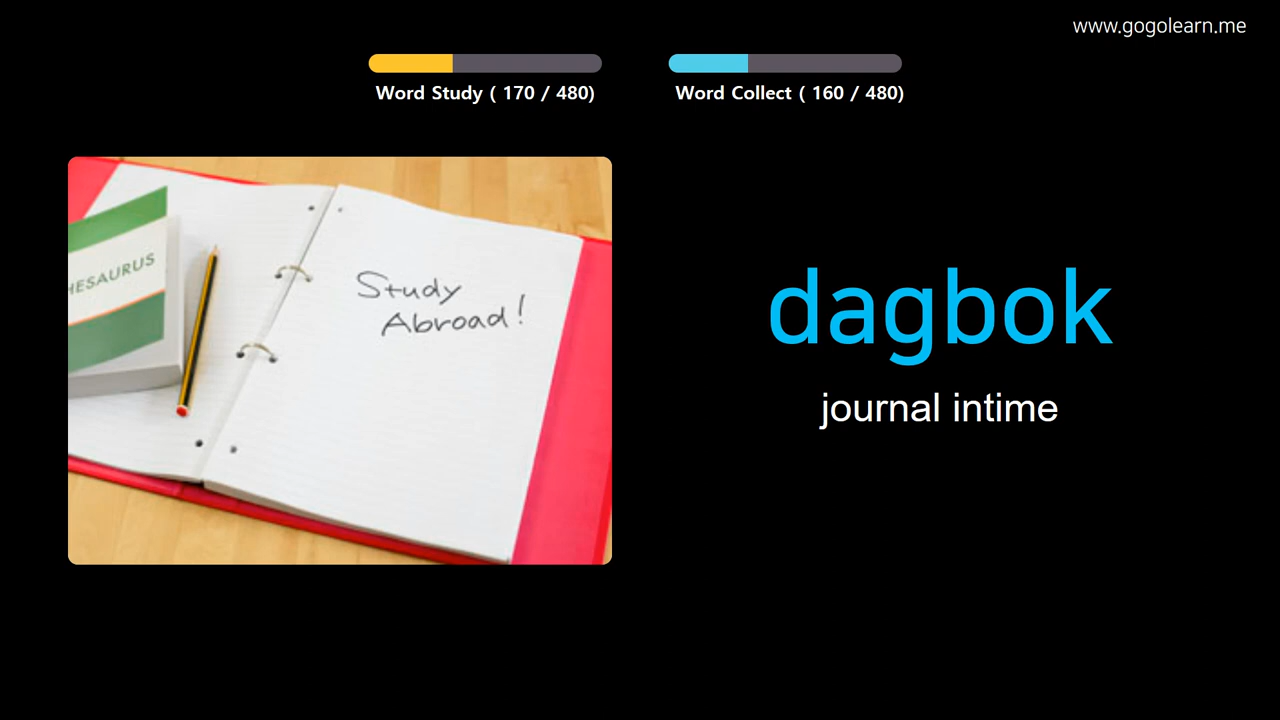 www.gogolearn.me
Word Study ( 170 / 480)
Word Collect ( 160 / 480)
HESAURUS
Study
Abroad!
dagbok
journal intime